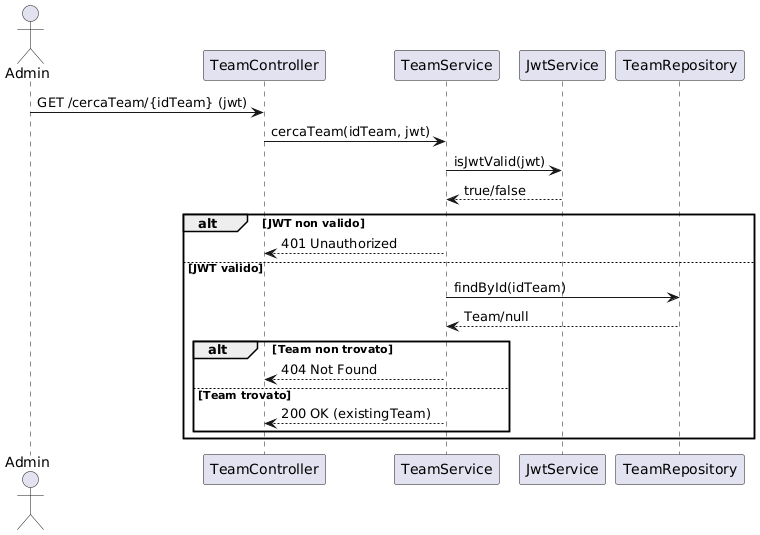 Admin
TeamController
TeamService
JwtService
TeamRepository
GET /cercaTeam/{idTeam} (jwt)
cercaTeam(idTeam, jwt)
isJwtValid(jwt)
true/false
alt
[JWT non valido]
401 Unauthorized
[JWT valido]
findById(idTeam)
Team/null
alt
[Team non trovato]
404 Not Found
[Team trovato]
200 OK (existingTeam)
Admin
TeamController
TeamService
JwtService
TeamRepository